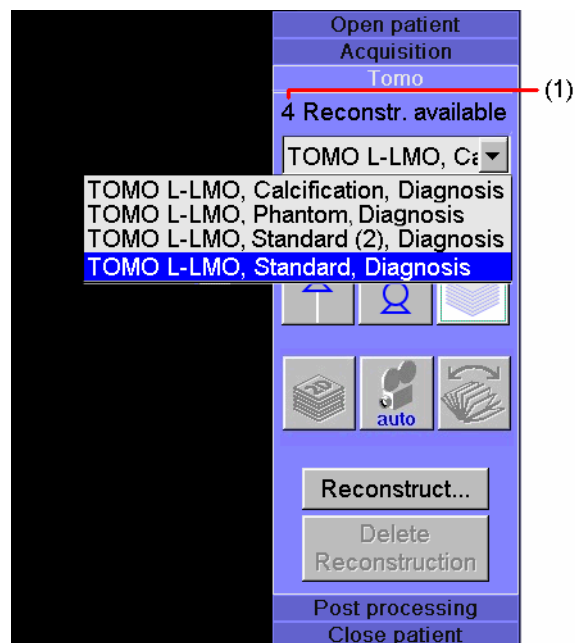 Open patient
Acquisition
Tomo
(1)
4 Reconstr. available
TOMO L-LMO, Ca
TOMO L-LMO, Calcification, Diagnosis
TOMO L-LMO, Phantom, Diagnosis
TOMO L-LMO, Standard (2), Diagnosis
TOMO L-LMO, Standard, Diagnosis
2D
auto
Reconstruct...
Delete
Reconstruction
Post processing
Close patient